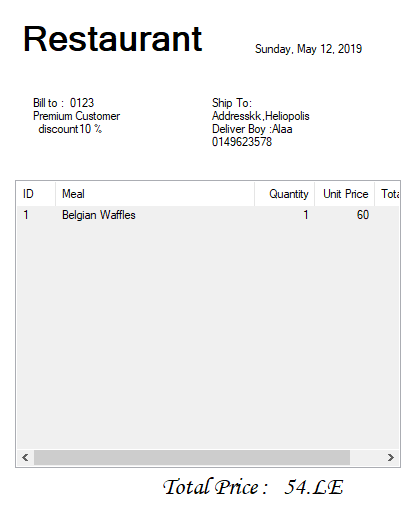 Restaurant
Sunday, May 12, 2019
Bill to :  0123
Premium Customer
discount10 %
Ship To:
Addresskk,Heliopolis
Deliver Boy :Alaa
0149623578
ID Meal Quantity Unit Price Tota
1 Belgian Waffles 1 60
Total Price :   54.LE